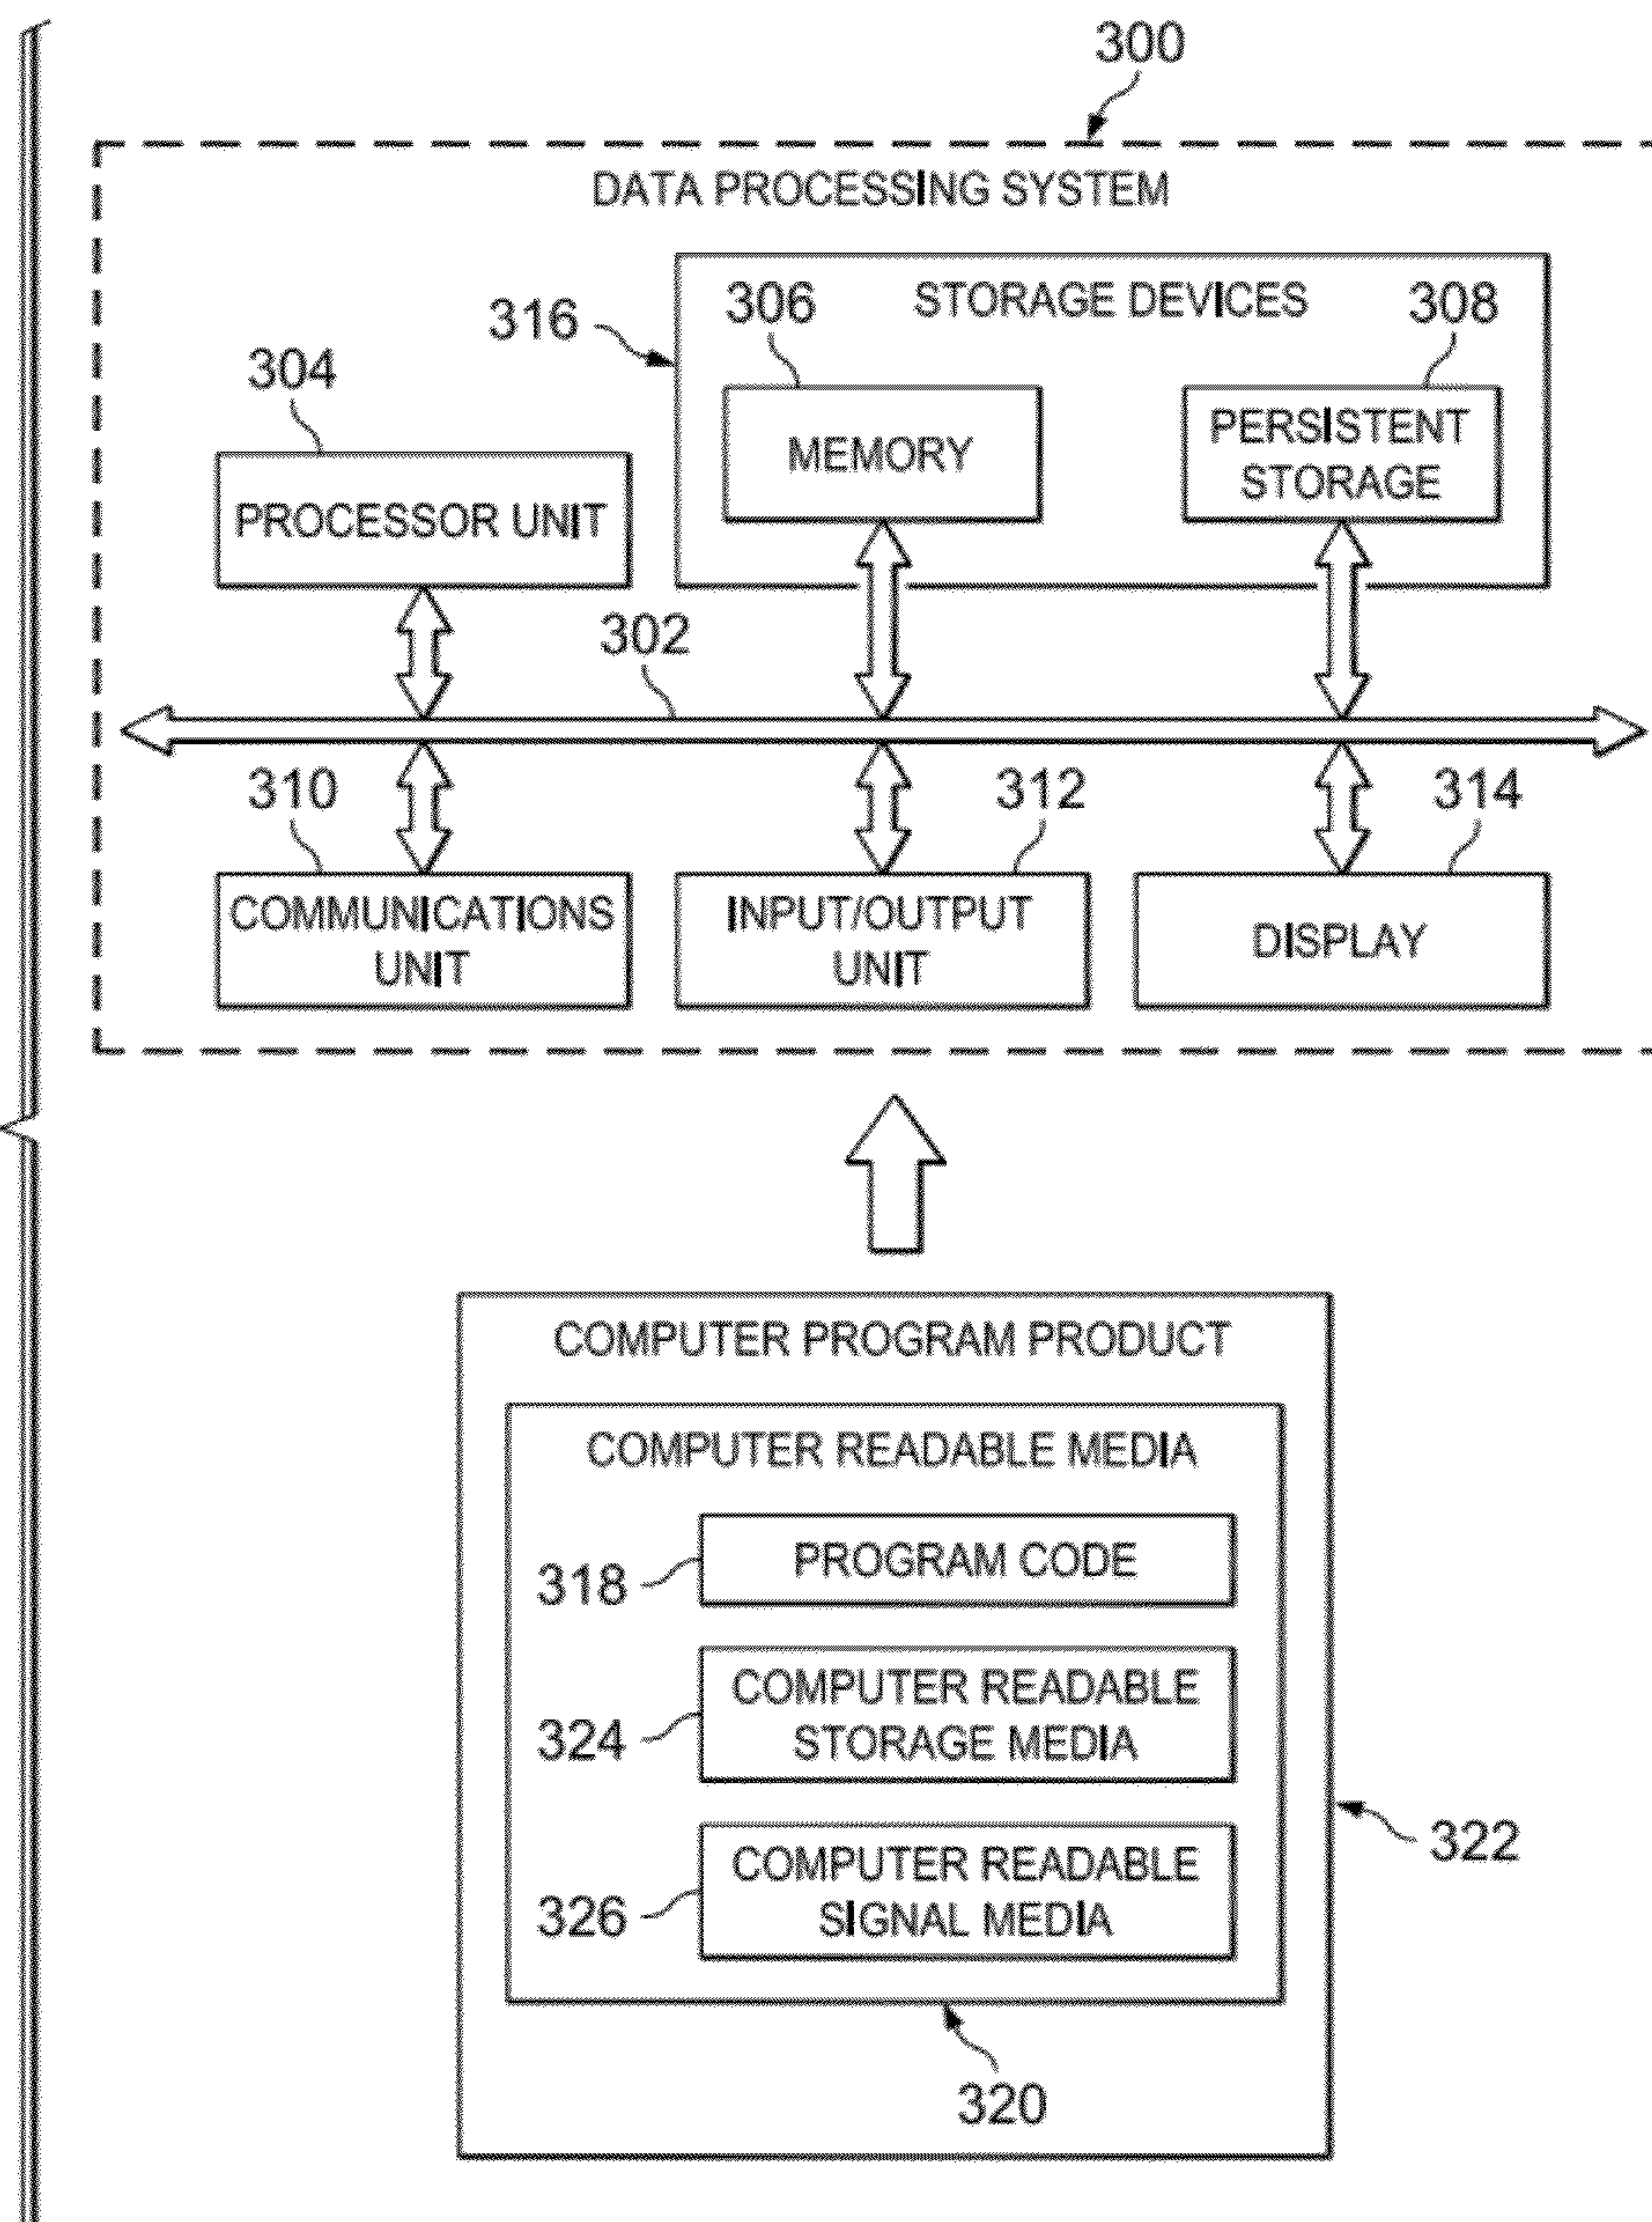 300
DATA PROCESSING SYSTEM
316
STORAGE DEVICES
306
308
304
MEMORY
PERSISTENT
STORAGE
PROCESSOR UNIT
302
310
312
314
COMMUNICATIONS
UNIT
INPUT/OUTPUT
UNIT
DISPLAY
COMPUTER PROGRAM PRODUCT
COMPUTER READABLE MEDIA
318
PROGRAM CODE
324
COMPUTER READABLE
STORAGE MEDIA
322
326
COMPUTER READABLE
SIGNAL MEDIA
320